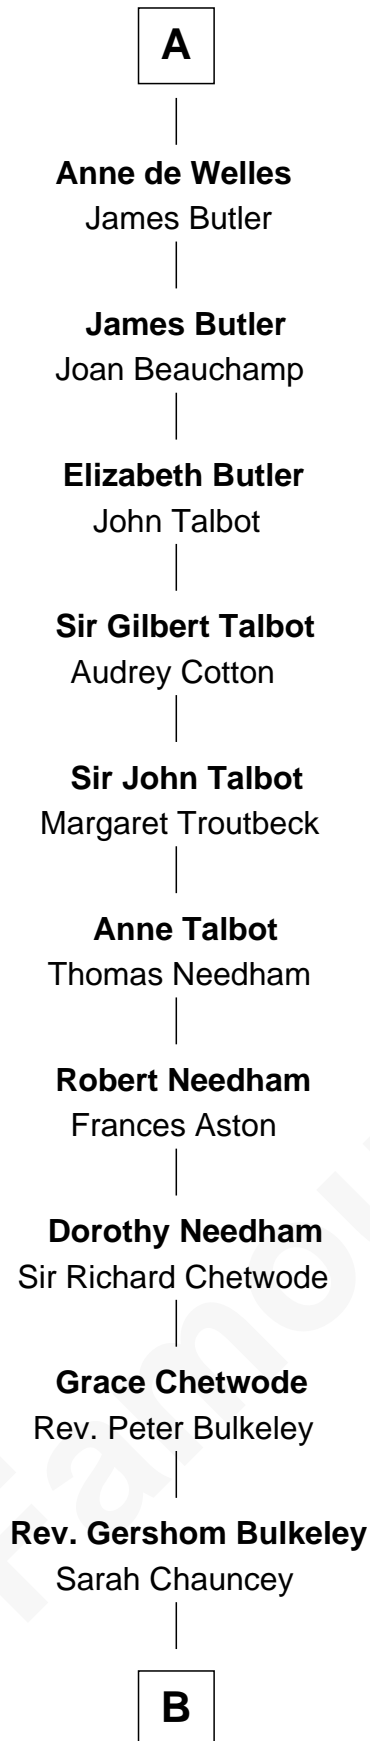 A
Anne de Welles
James Butler
James Butler
Joan Beauchamp
Elizabeth Butler
John Talbot
Sir Gilbert Talbot
Audrey Cotton
Sir John Talbot
Margaret Troutbeck
Anne Talbot
Thomas Needham
Robert Needham
Frances Aston
Dorothy Needham
Sir Richard Chetwode
Grace Chetwode
Rev. Peter Bulkeley
Rev. Gershom Bulkeley
Sarah Chauncey
B